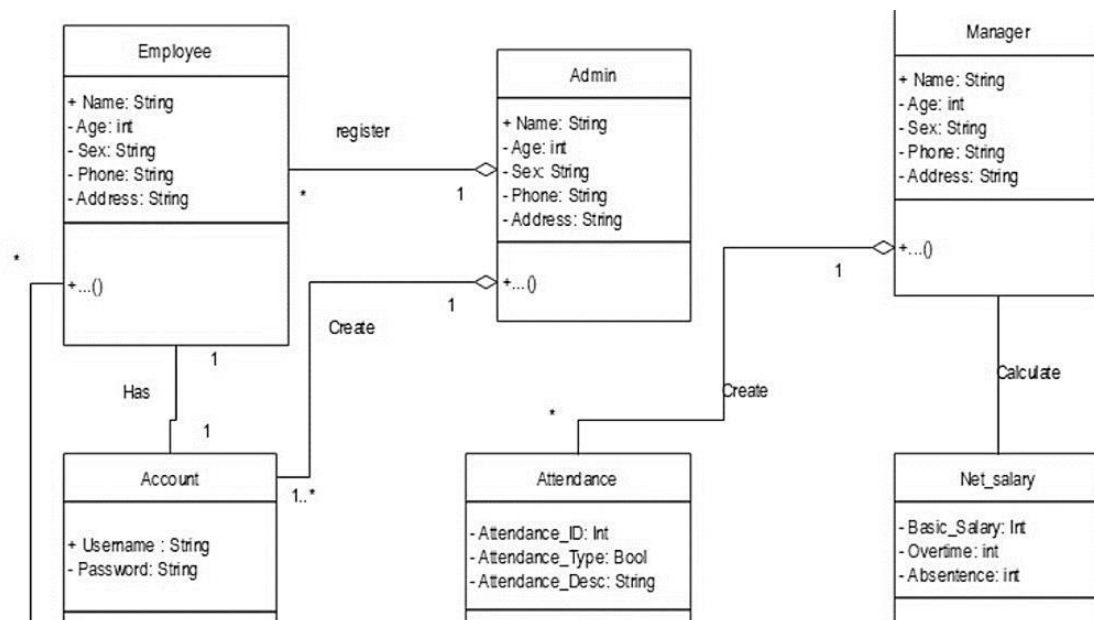 Employee
+ Name: String
- Age: int
- Sex: String
- Phone: String
- Address: String
+...()
*
register
*
1
Admin
+ Name: String
- Age: int
- Sex: String
- Phone: String
- Address: String
+...()
1
Create
1..*
Manager
+ Name: String
- Age: int
- Sex: String
- Phone: String
- Address: String
+...()
1
Create
*
Calculate
1
Has
1
Account
+ Username : String
- Password: String
Attendance
- Attendance_ID: Int
- Attendance_Type: Bool
- Attendance_Desc: String
Net_salary
- Basic_Salary: Int
- Overtime: int
- Absentence: int